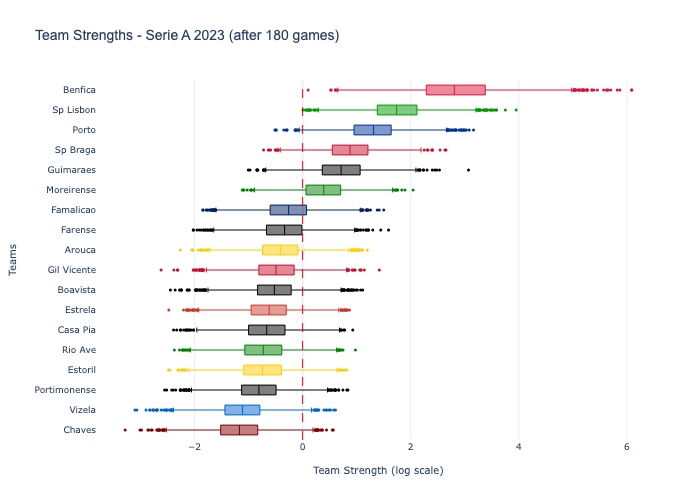 Team Strengths - Serie A 2023 (after 180 games)
Benfica
Sp Lisbon
Porto
Sp Braga
Guimaraes
Moreirense
Famalicao
Farense
Arouca
Gil Vicente
Boavista
Estrela
Casa Pia
Rio Ave
Estoril
Portimonense
Vizela
Chaves
Teams
−2 0 2 4 6
Team Strength (log scale)